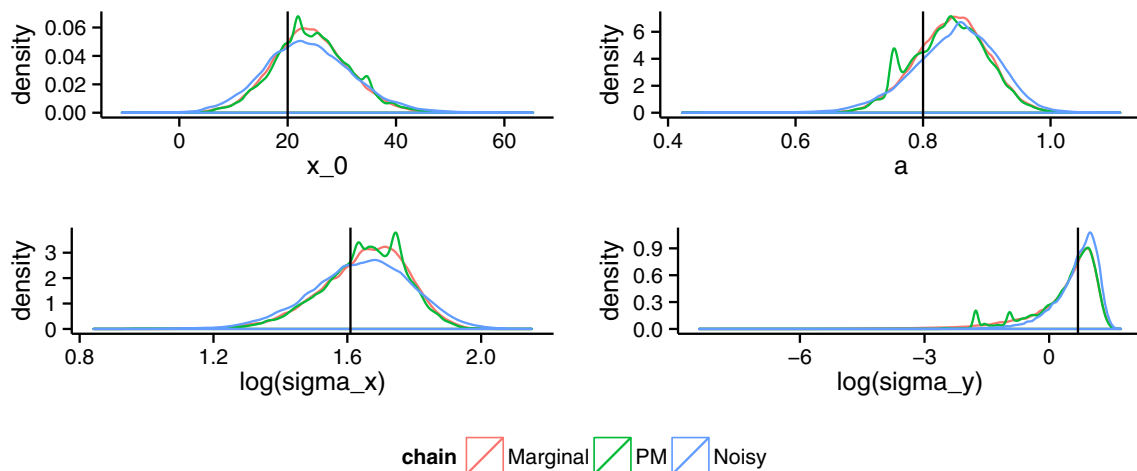 density
0.06
0.04
0.02
0.00
0 20 40 60
x_0
density
6
4
2
0
0.4 0.6 0.8 1.0
a
density
3
2
1
0
0.8 1.2 1.6 2.0
log(sigma_x)
density
0.9
0.6
0.3
0.0
-6 -3 0
log(sigma_y)
chain Marginal PM Noisy